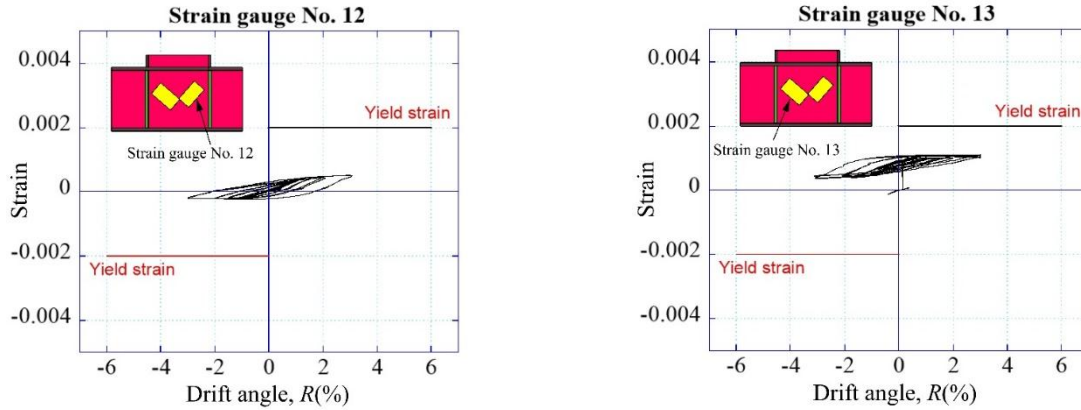 Strain gauge No. 12
0.004
0.002
0
-0.002
-0.004
Strain
Yield strain
Strain gauge No. 12
Yield strain
-6 -4 -2 0 2 4 6
Drift angle, R(%)
Strain gauge No. 13
0.004
0.002
0
-0.002
-0.004
Strain
Yield strain
Strain gauge No. 13
Yield strain
-6 -4 -2 0 2 4 6
Drift angle, R(%)